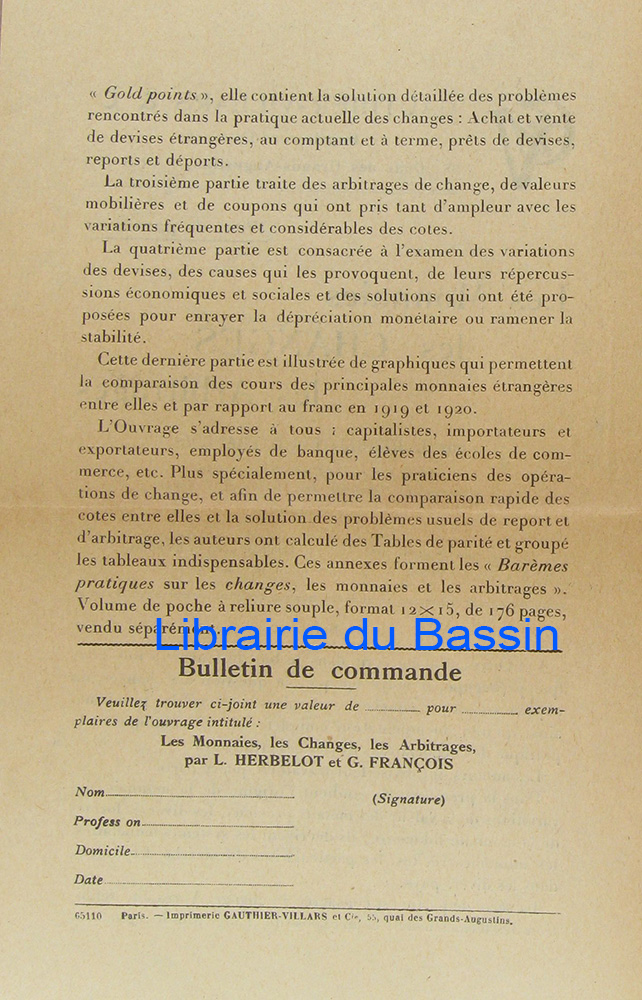 « Gold points », elle contient la solution détaillée des problèmes
rencontrés dans la pratique actuelle des changes : Achat et vente
de devises étrangères, au comptant et à terme, prêts de devises,
reports et déports.
La troisième partie traite des arbitrages de change, de valeurs
mobilières et de coupons qui ont pris tant d'ampleur avec les
variations fréquentes et considérables des cotes.
La quatrième partie est consacrée à l'examen des variations
des devises, des causes qui les provoquent, de leurs répercus-
sions économiques et sociales et des solutions qui ont été pro-
posées pour enrayer la dépréciation monétaire ou ramener la
stabilité.
Cette dernière partie est illustrée de graphiques qui permettent
la comparaison des cours des principales monnaies étrangères
entre elles et par rapport au franc en 1919 et 1920.
L'Ouvrage s'adresse à tous : capitalistes, importateurs et
exportateurs, employés de banque, élèves des écoles de com-
merce, etc. Plus spécialement, pour les praticiens des opéra-
tions de change, et afin de permettre la comparaison rapide des
cotes entre elles et la solution des problèmes usuels de report et
d'arbitrage, les auteurs ont calculé des Tables de parité et groupé
les tableaux indispensables. Ces annexes forment les « Barèmes
pratiques sur les changes, les monnaies et les arbitrages ».
Volume de poche à reliure souple, format 12×15, de 176 pages,
vendu séparément.
Librairie du Bassin
Bulletin de commande
Veuillez trouver ci-joint une valeur de ........ pour ........ exem-
plaires de l'ouvrage intitulé :
Les Monnaies, les Changes, les Arbitrages,
par L. HERBELOT et G. FRANÇOIS
Nom
(Signature)
Profess on
Domicile
Date
65110 Paris. — Imprimerie GAUTHIER-VILLARS et Cie, 55, quai des Grands-Augustins.